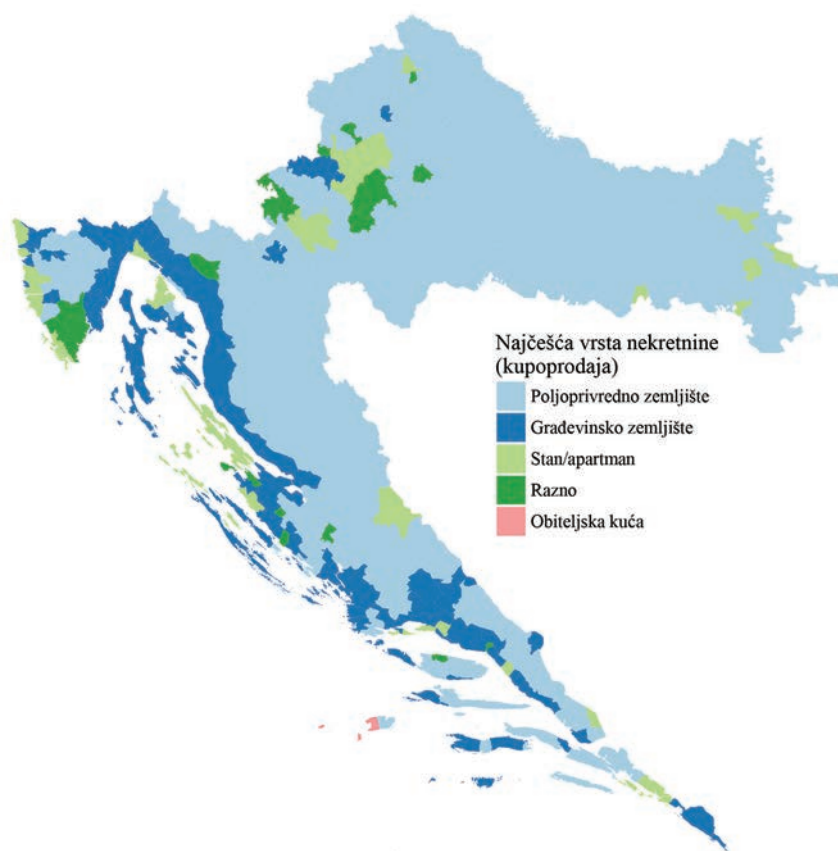 Najčešća vrsta nekretnine
(kupoprodaja)
Poljoprivredno zemljište
Građevinsko zemljište
Stan/apartman
Razno
Obiteljska kuća